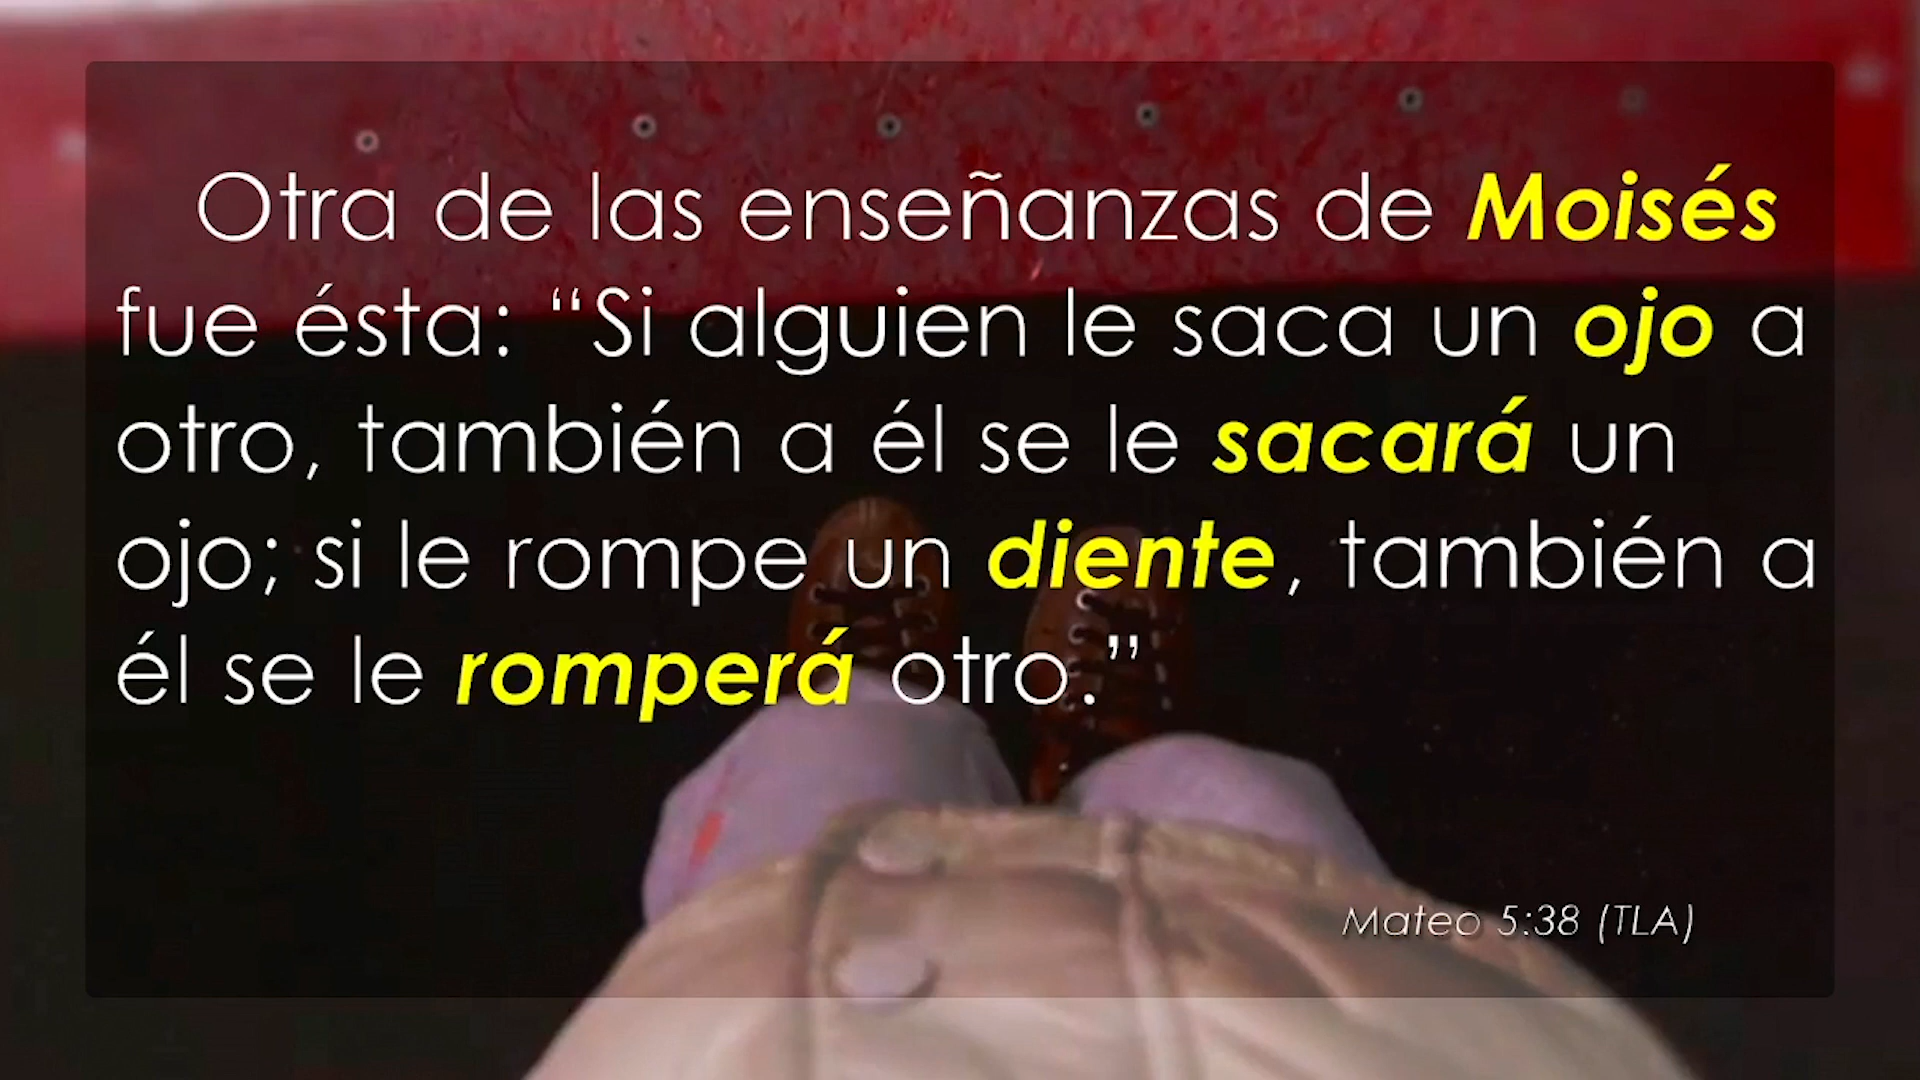 Otra de las enseñanzas de Moisés
fue ésta: “Si alguien le saca un ojo a
otro, también a él se le sacará un
ojo; si le rompe un diente, también a
él se le romperá otro.”
Mateo 5:38 (TLA)